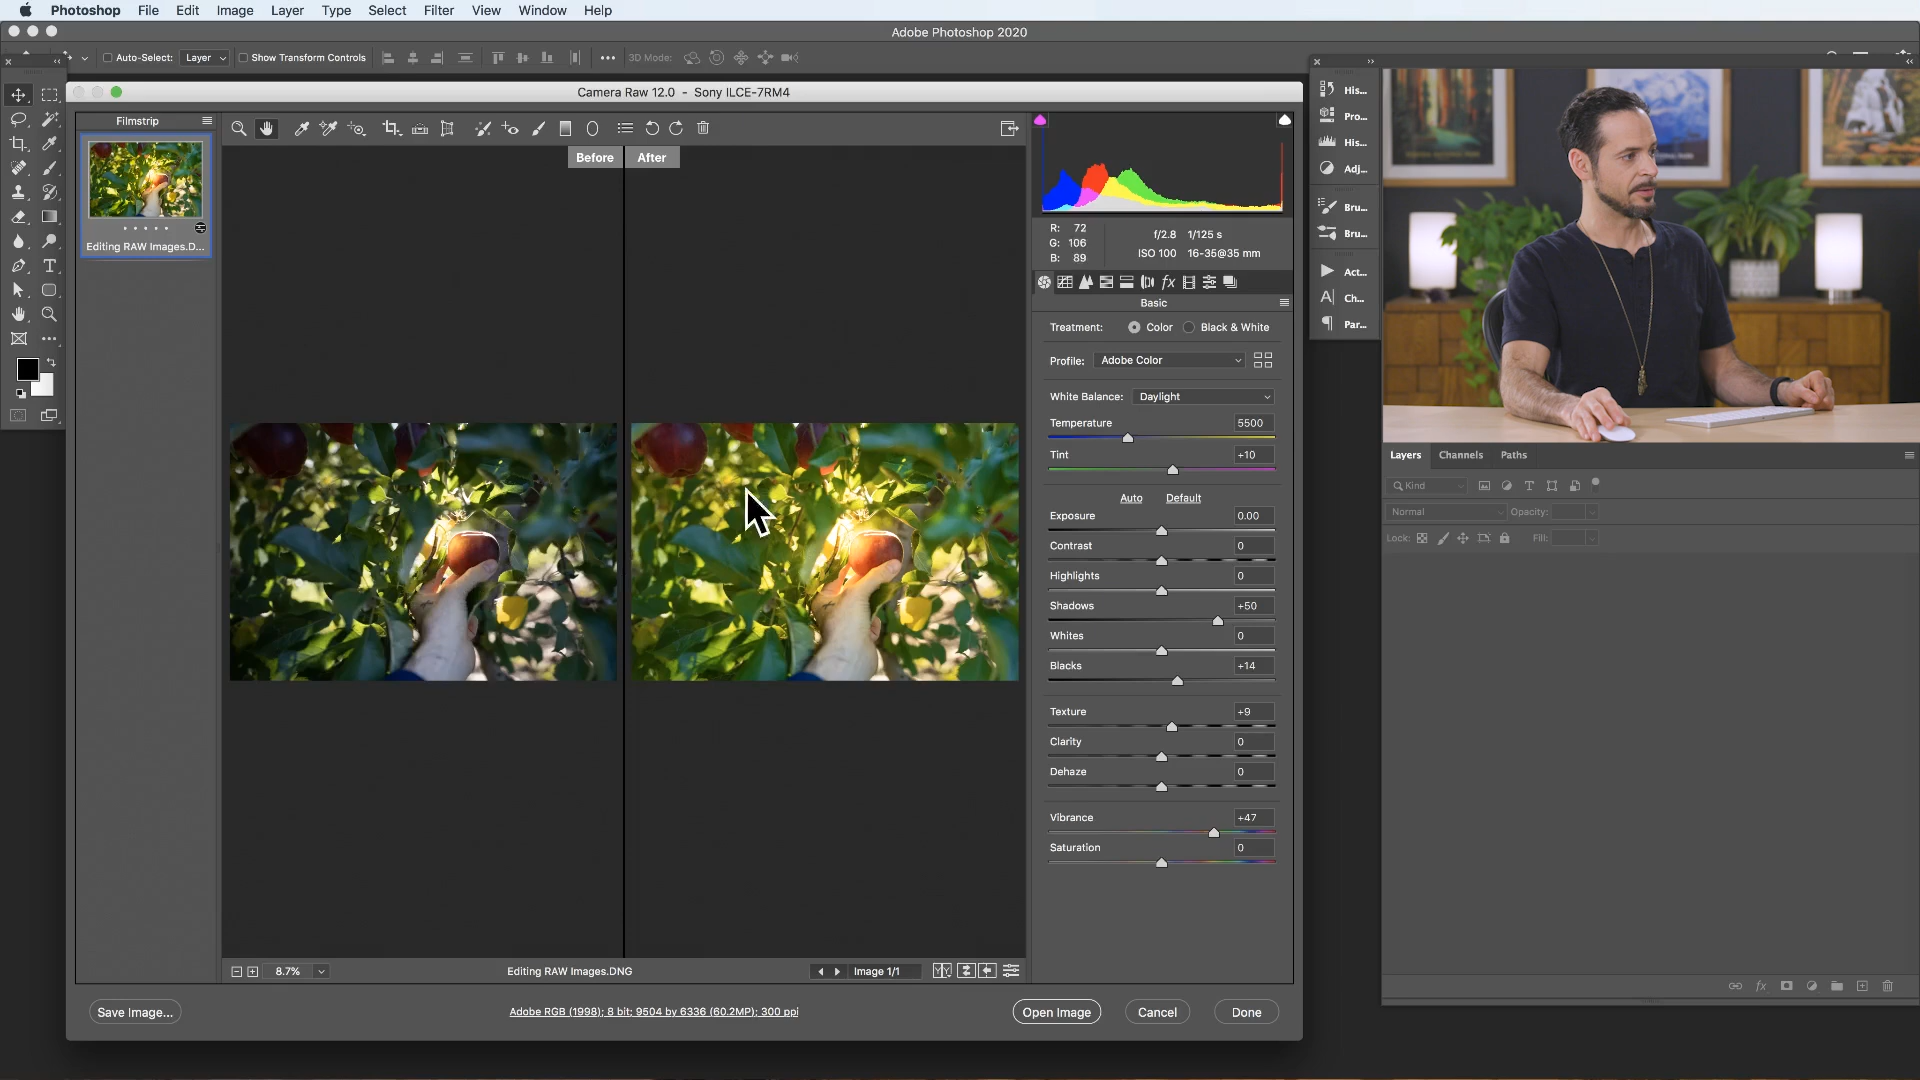 Photoshop File Edit Image Layer Type Select Filter View Window Help
Adobe Photoshop 2020
Auto-Select: Layer Show Transform Controls 3D Mode:
Camera Raw 12.0 - Sony ILCE-7RM4
Filmstrip
Editing RAW Images.D...
Before After
R: 72
G: 106
B: 89
f/2.8 1/125 s
ISO 100 16-35@35 mm
Basic
Treatment: Color Black & White
Profile: Adobe Color
White Balance: Daylight
Temperature 5500
Tint +10
Auto Default
Exposure 0.00
Contrast 0
Highlights 0
Shadows +50
Whites 0
Blacks +14
Texture +9
Clarity 0
Dehaze 0
Vibrance +47
Saturation 0
8.7% Editing RAW Images.DNG Image 1/1
Save Image... Adobe RGB (1998); 8 bit; 9504 by 6336 (60.2MP); 300 ppi Open Image Cancel Done
His...
Pro...
His...
Adj...
Bru...
Bru...
Act...
Ch...
Par...
Layers Channels Paths
Kind
Normal Opacity:
Lock: Fill: